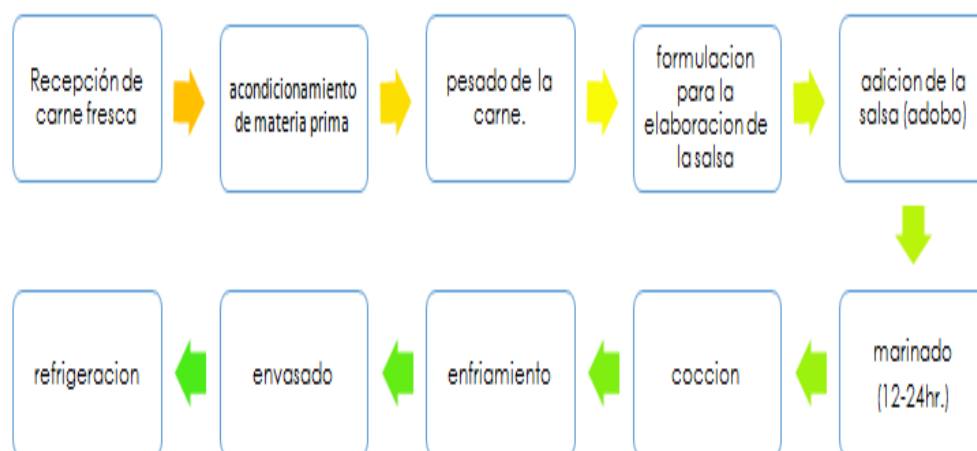 Recepción de
carne fresca
acondicionamiento
de materia prima
pesado de la
carne.
formulacion
para la
elaboracion de
la salsa
adicion de la
salsa (adobo)
marinado
(12-24hr.)
coccion
enfriamiento
envasado
refrigeracion